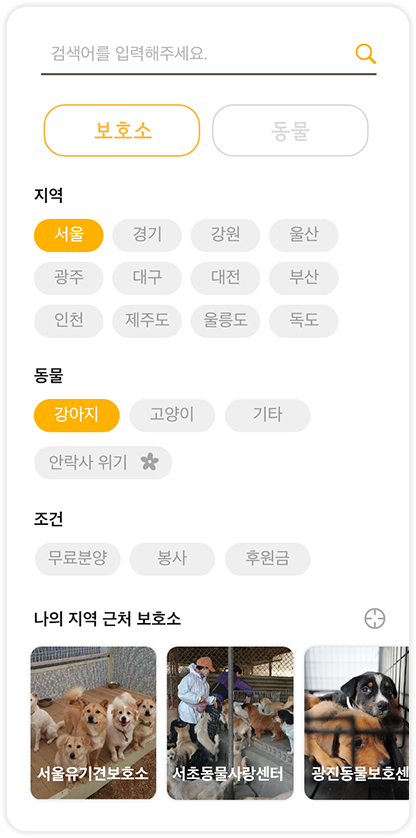 검색어를 입력해주세요.
보호소 동물
지역
서울 경기 강원 울산
광주 대구 대전 부산
인천 제주도 울릉도 독도
동물
강아지 고양이 기타
안락사 위기
조건
무료분양 봉사 후원금
나의 지역 근처 보호소
서울유기견보호소 서초동물사랑센터 광진동물보호센